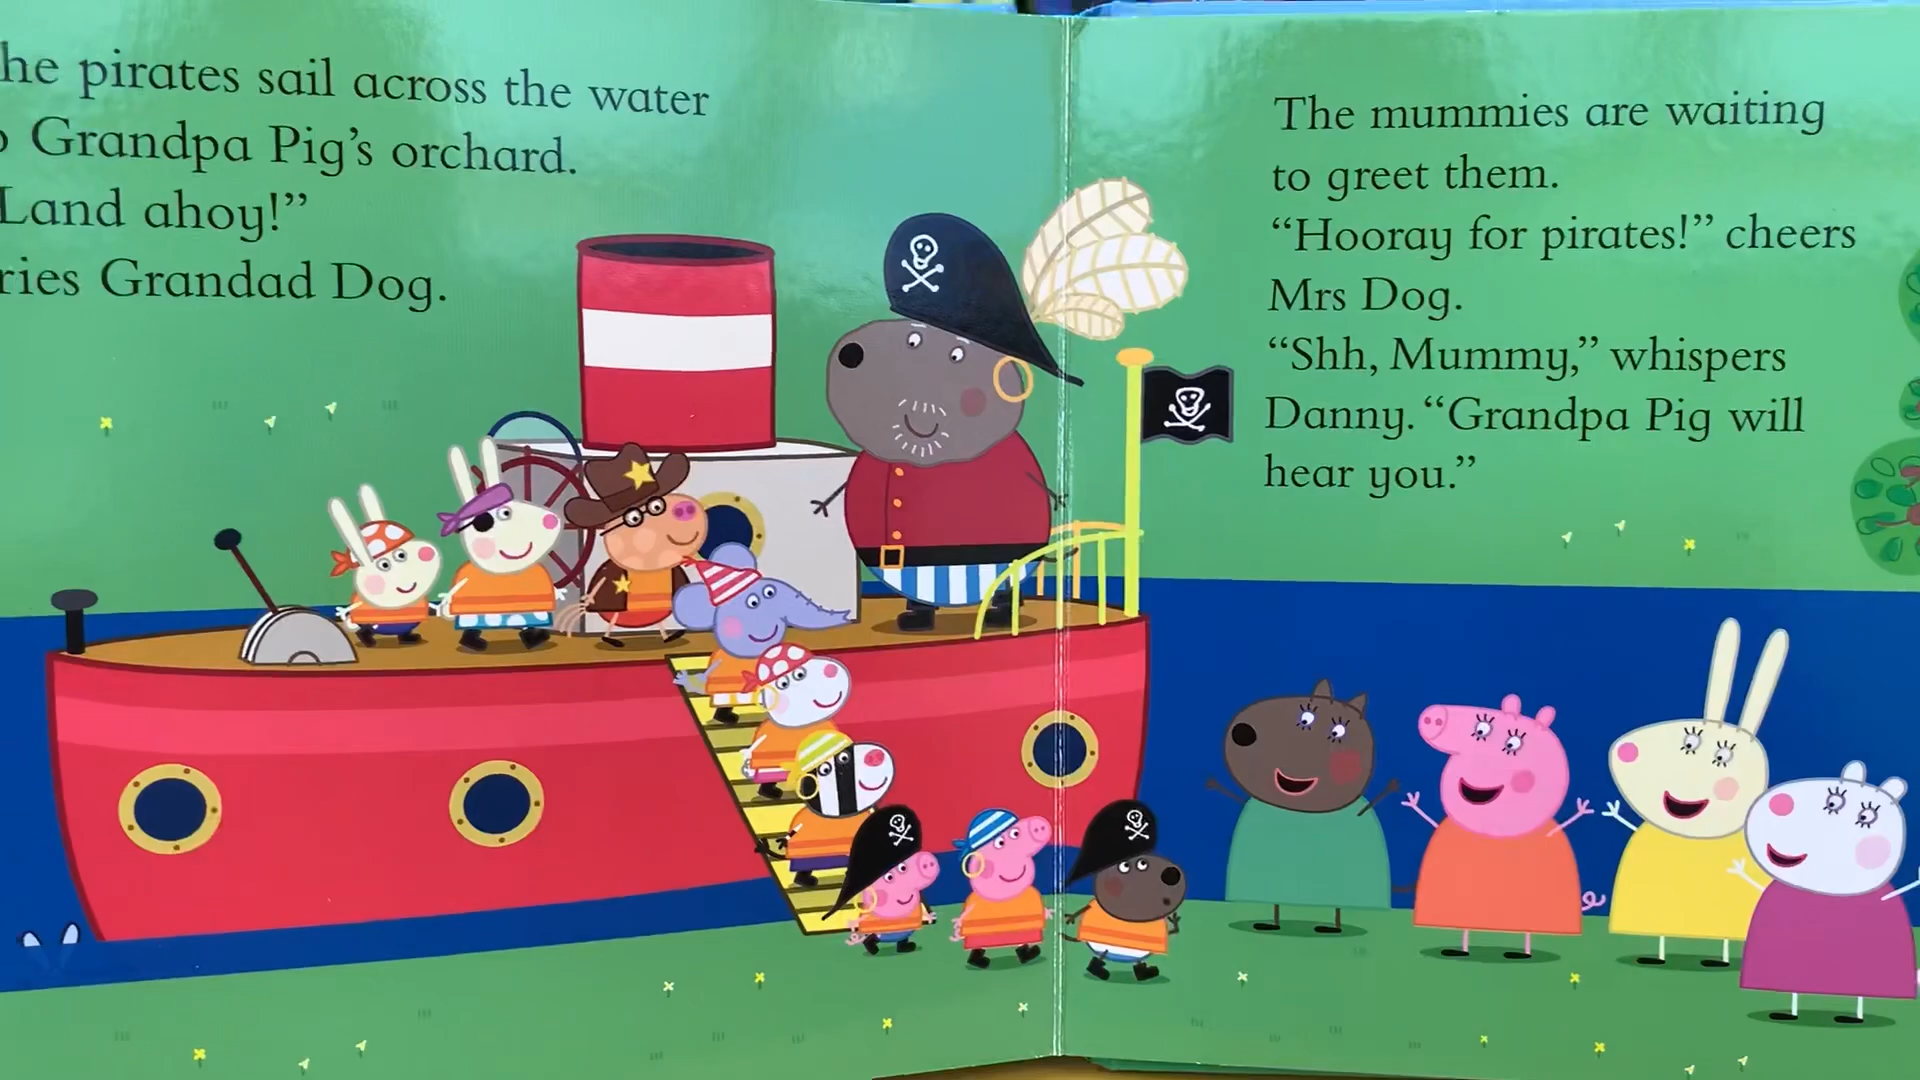 he pirates sail across the water
o Grandpa Pig’s orchard.
Land ahoy!”
ries Grandad Dog.
The mummies are waiting
to greet them.
“Hooray for pirates!” cheers
Mrs Dog.
“Shh, Mummy,” whispers
Danny. “Grandpa Pig will
hear you.”